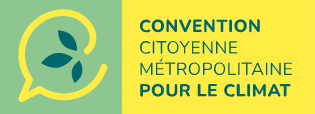 CONVENTION
CITOYENNE
MÉTROPOLITAINE
POUR LE CLIMAT